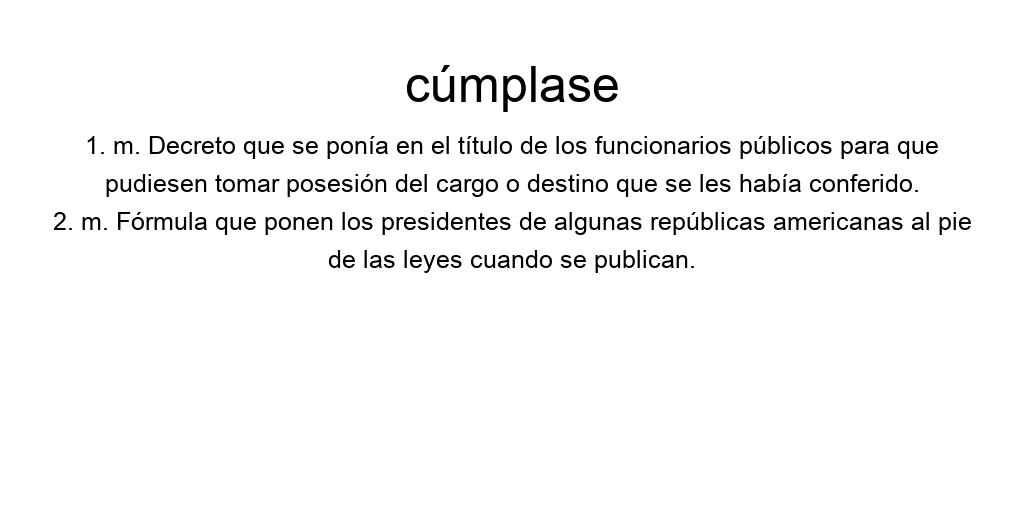 cúmplase
1. m. Decreto que se ponía en el título de los funcionarios públicos para que
pudiesen tomar posesión del cargo o destino que se les había conferido.
2. m. Fórmula que ponen los presidentes de algunas repúblicas americanas al pie
de las leyes cuando se publican.